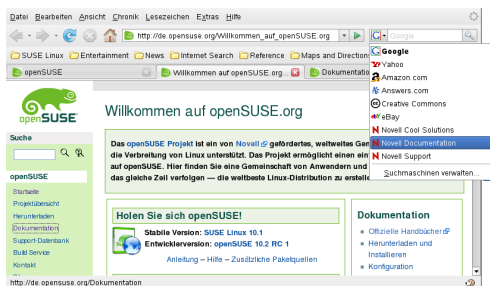 Datei Bearbeiten Ansicht Chronik Lesezeichen Extras Hilfe
http://de.opensuse.org/Willkommen_auf_openSUSE.org
Google
SUSE Linux Entertainment News Internet Search Reference Maps and Direction
openSUSE Willkommen auf openSUSE.org... Dokumentatio
Google
Yahoo
Amazon.com
Answers.com
Creative Commons
eBay
Novell Cool Solutions
Novell Documentation
Novell Support
Suchmaschinen verwalten...
openSUSE
Suche
openSUSE
Startseite
Projektübersicht
Herunterladen
Dokumentation
Support-Datenbank
Build Service
Kontakt
Willkommen auf openSUSE.org
Das openSUSE Projekt ist ein von Novell gefördertes, weltweites Gen
die Verbreitung von Linux unterstützt. Das Projekt ermöglicht einen ein
auf openSUSE. Hier finden Sie eine Gemeinschaft von Anwendern und
das gleiche Ziel verfolgen — die weltbeste Linux-Distribution zu erstelle
Holen Sie sich openSUSE!
Stabile Version: SUSE Linux 10.1
Entwicklerversion: openSUSE 10.2 RC 1
Anleitung – Hilfe – Zusätzliche Paketquellen
Dokumentation
Offizielle Handbücher
Herunterladen und
Installieren
Konfiguration
http://de.opensuse.org/Dokumentation